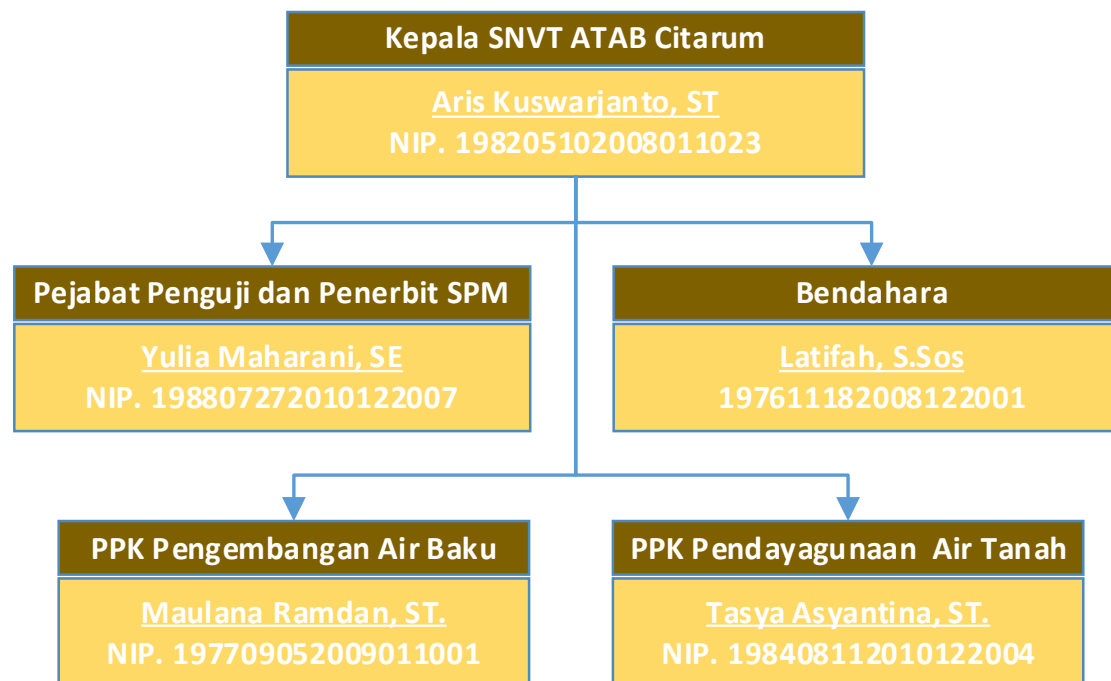 Kepala SNVT ATAB Citarum
Aris Kuswarjanto, ST
NIP. 198205102008011023
Pejabat Penguji dan Penerbit SPM
Yulia Maharani, SE
NIP. 198807272010122007
Bendahara
Latifah, S.Sos
197611182008122001
PPK Pengembangan Air Baku
Maulana Ramdan, ST.
NIP. 197709052009011001
PPK Pendayagunaan  Air Tanah
Tasya Asyantina, ST.
NIP. 198408112010122004